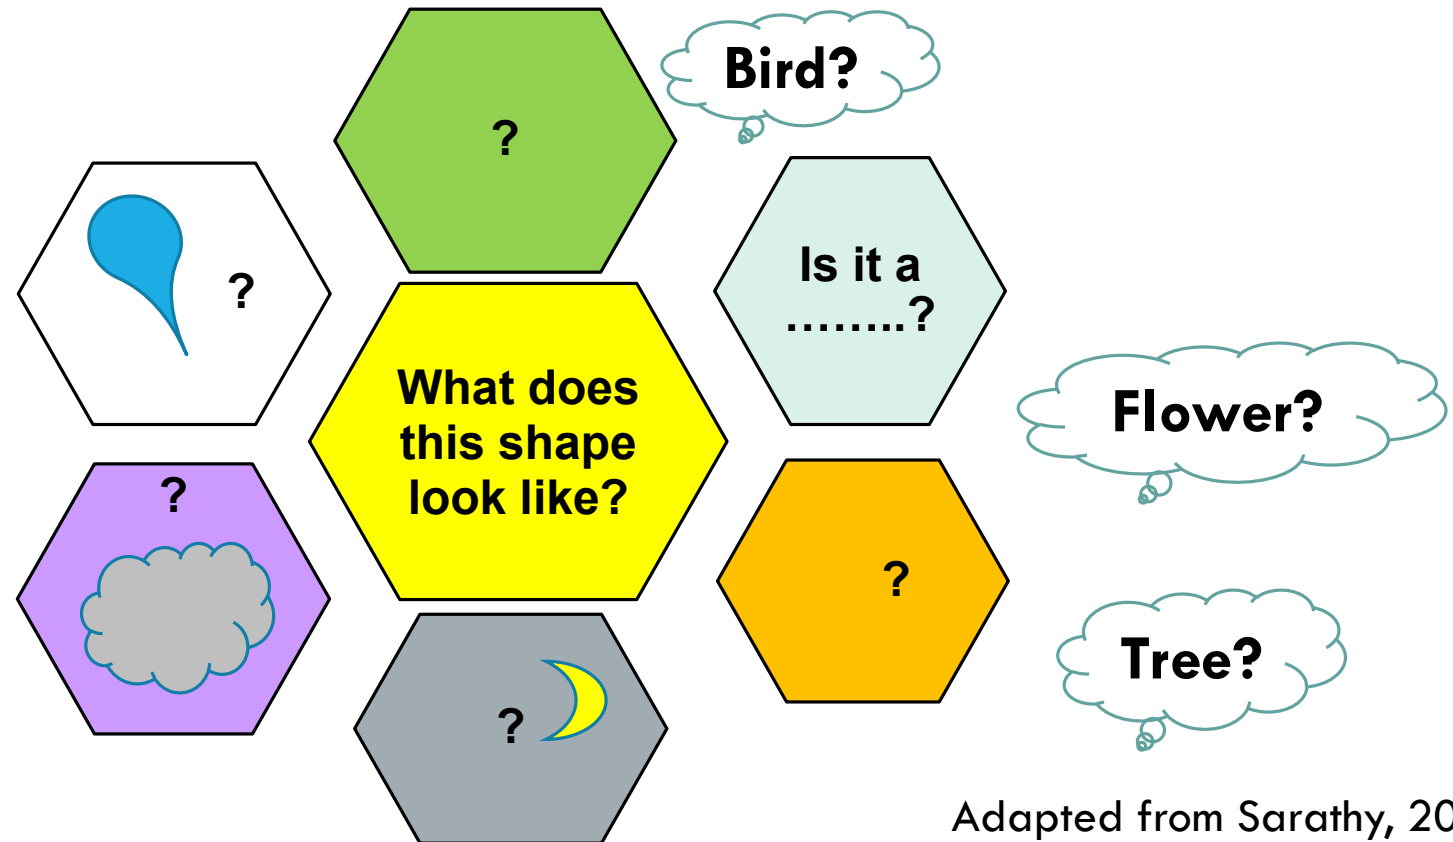 Bird?
?
Is it a
........?
?
What does
this shape
look like?
Flower?
?
?
?
Tree?
Adapted from Sarathy, 20